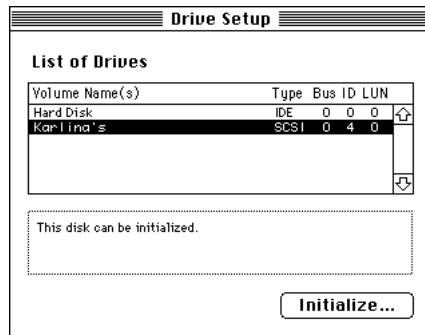 Drive Setup
List of Drives
Volume Name(s) Type Bus ID LUN
Hard Disk IDE 0 0 0
Karlina's SCSI 0 4 0
This disk can be initialized.
Initialize...